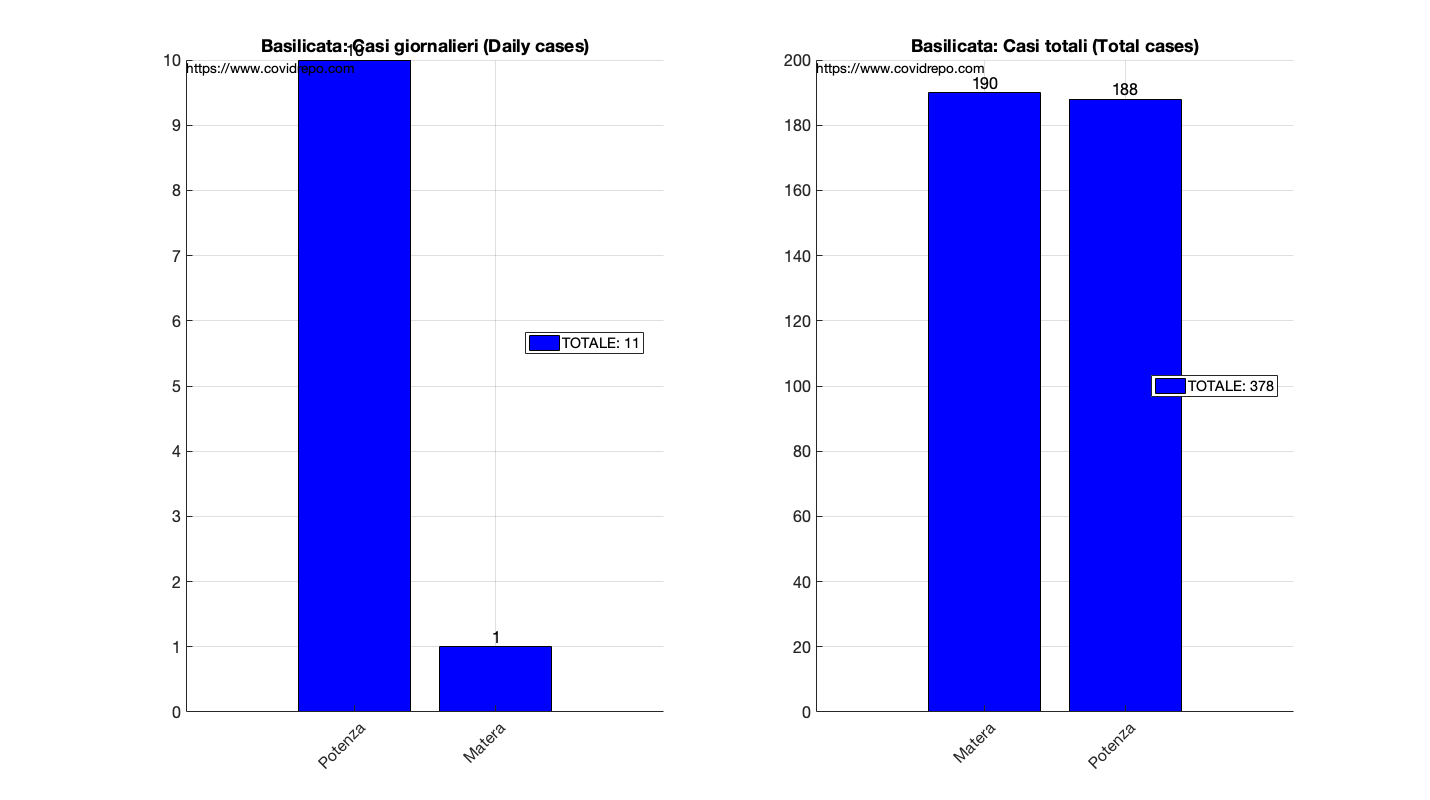 Basilicata: Casi giornalieri (Daily cases)
10
https://www.covidrepo.com
10
9
8
7
6
5
4
3
2
1
0
1
TOTALE: 11
Potenza
Matera
Basilicata: Casi totali (Total cases)
https://www.covidrepo.com
200
180
160
140
120
100
80
60
40
20
0
190
188
TOTALE: 378
Matera
Potenza